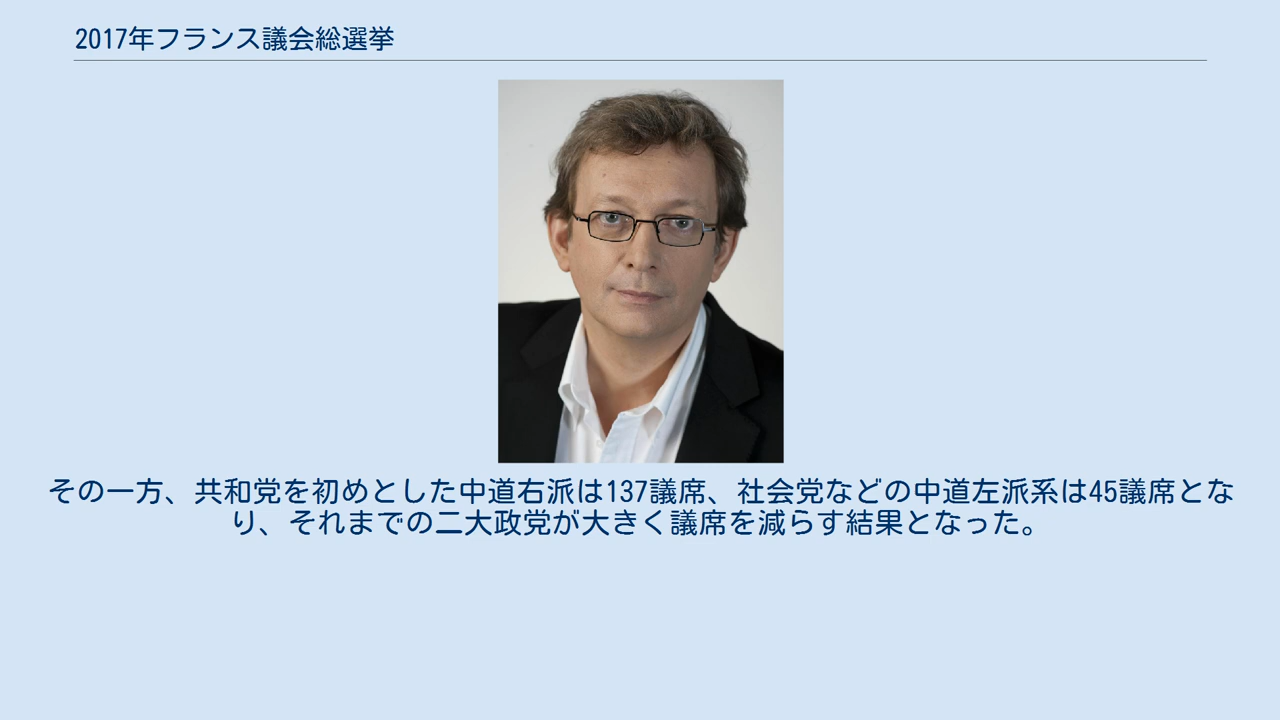 2017年フランス議会総選挙
その一方、共和党を初めとした中道右派は137議席、社会党などの中道左派系は45議席とな
り、それまでの二大政党が大きく議席を減らす結果となった。